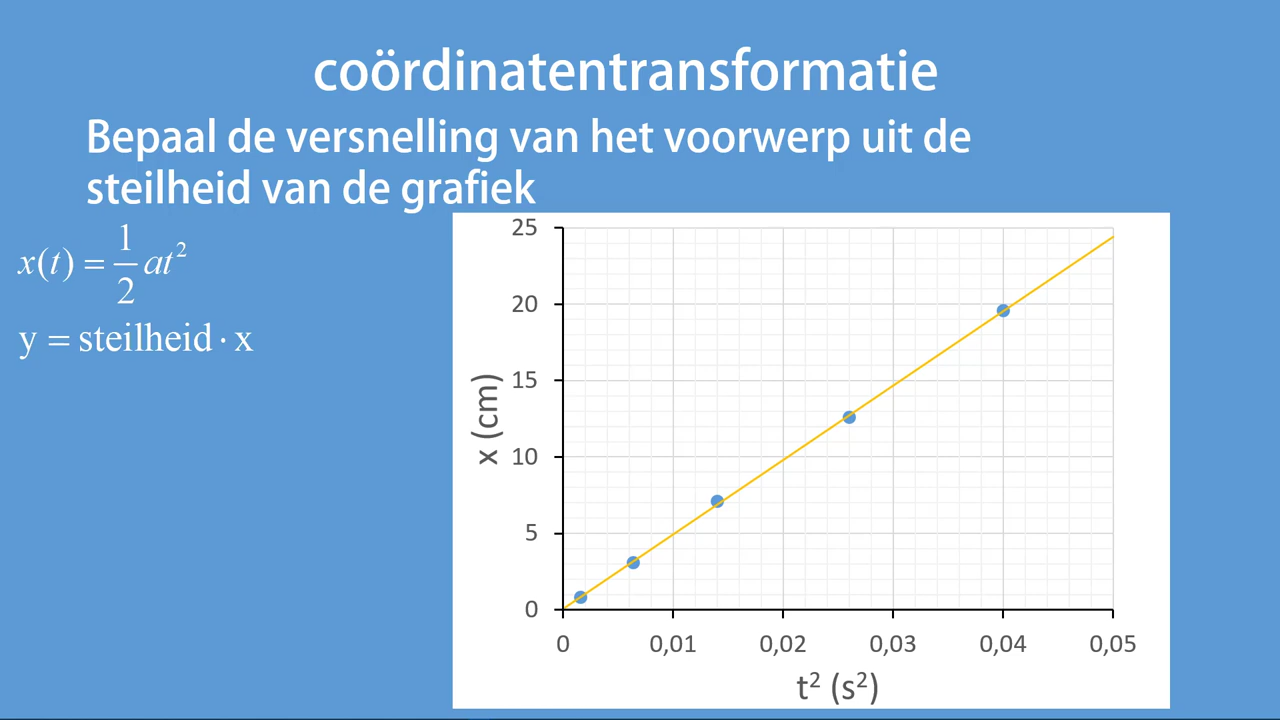 coördinatentransformatie
Bepaal de versnelling van het voorwerp uit de
steilheid van de grafiek
x(t) = 1/2 at²
y = steilheid · x
25
20
15
10
5
0
x (cm)
0 0,01 0,02 0,03 0,04 0,05
t² (s²)